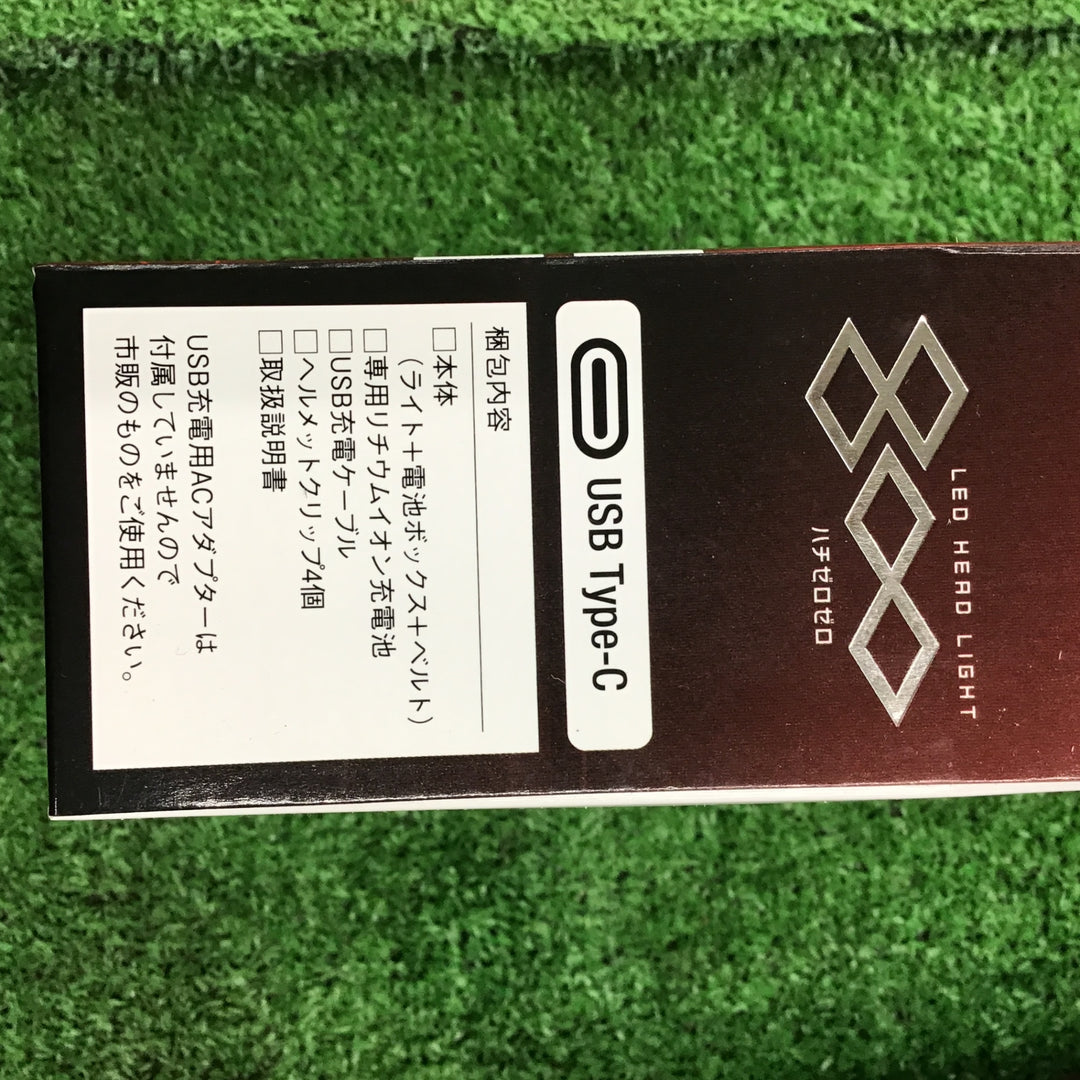 LED HEAD LIGHT
ハチゼロゼロ
USB Type-C
梱包内容
□本体
（ライト＋電池ボックス＋ベルト）
□専用リチウムイオン充電池
□USB充電ケーブル
□ヘルメットクリップ4個
□取扱説明書
USB充電用ACアダプターは
付属していませんので
市販のものをご使用ください。